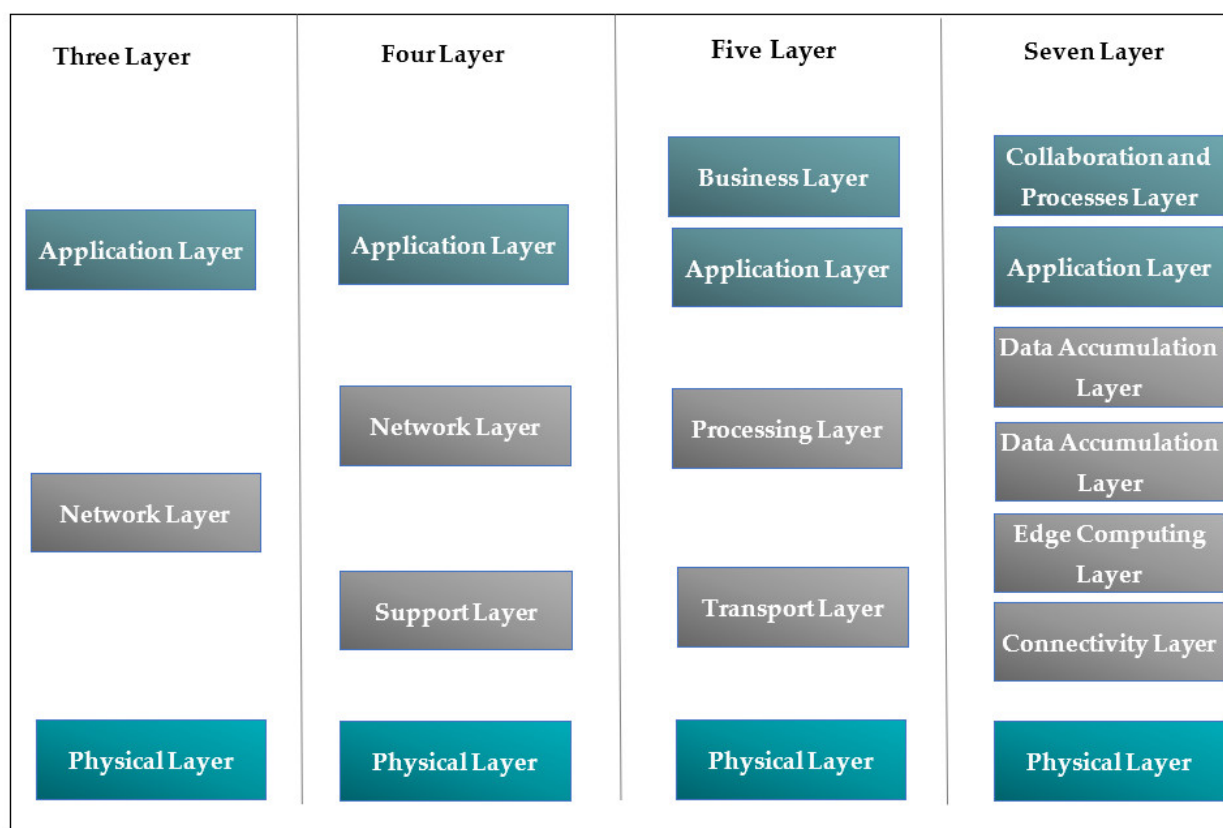 Three Layer
Application Layer
Network Layer
Physical Layer
Four Layer
Application Layer
Network Layer
Support Layer
Physical Layer
Five Layer
Business Layer
Application Layer
Processing Layer
Transport Layer
Physical Layer
Seven Layer
Collaboration and
Processes Layer
Application Layer
Data Accumulation
Layer
Data Accumulation
Layer
Edge Computing
Layer
Connectivity Layer
Physical Layer